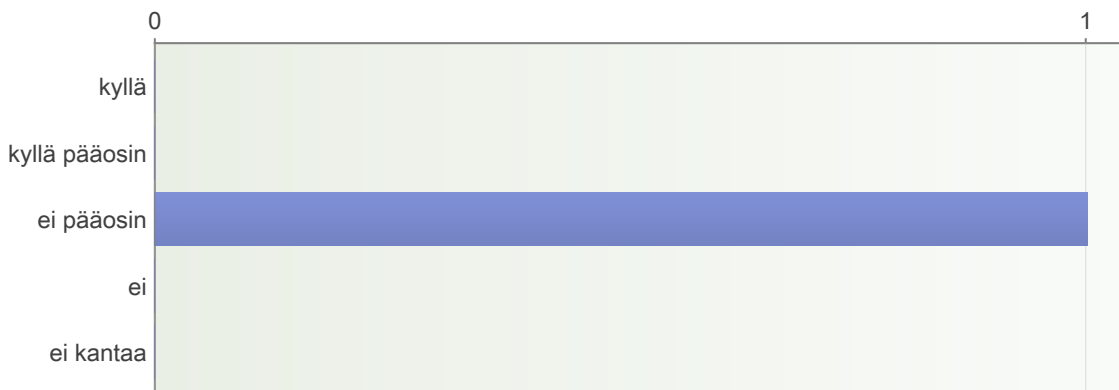 0 1
kyllä
kyllä pääosin
ei pääosin
ei
ei kantaa